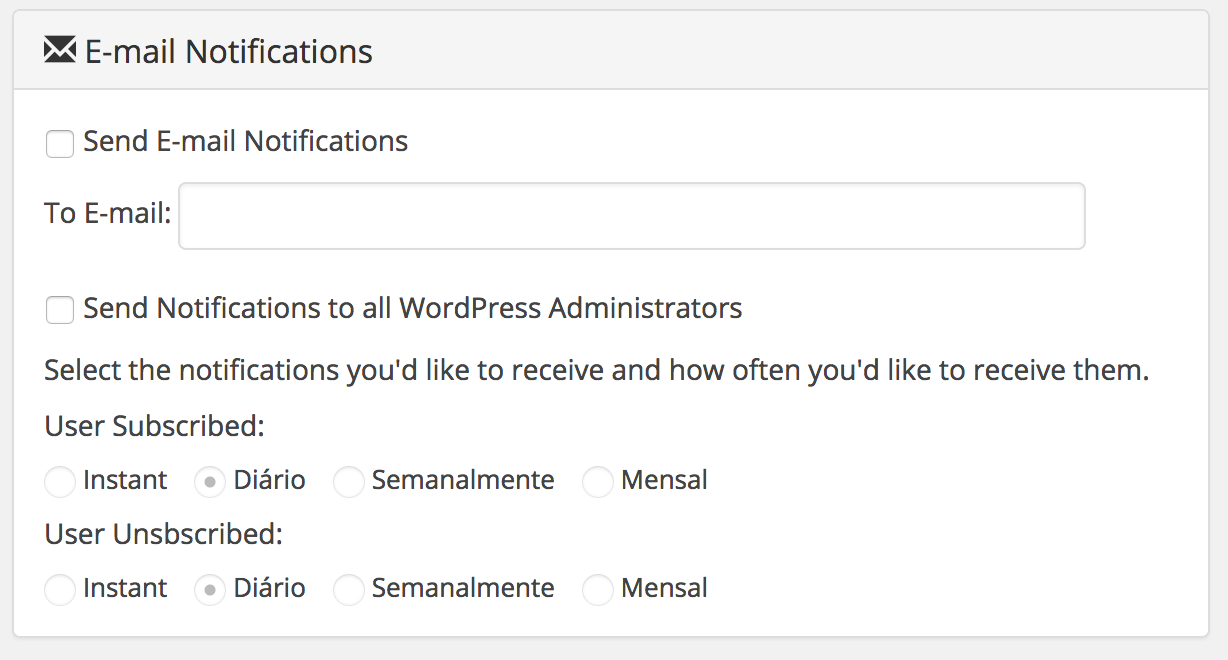 E-mail Notifications
Send E-mail Notifications
To E-mail:
Send Notifications to all WordPress Administrators
Select the notifications you'd like to receive and how often you'd like to receive them.
User Subscribed:
Instant Diário Semanalmente Mensal
User Unsbscribed:
Instant Diário Semanalmente Mensal